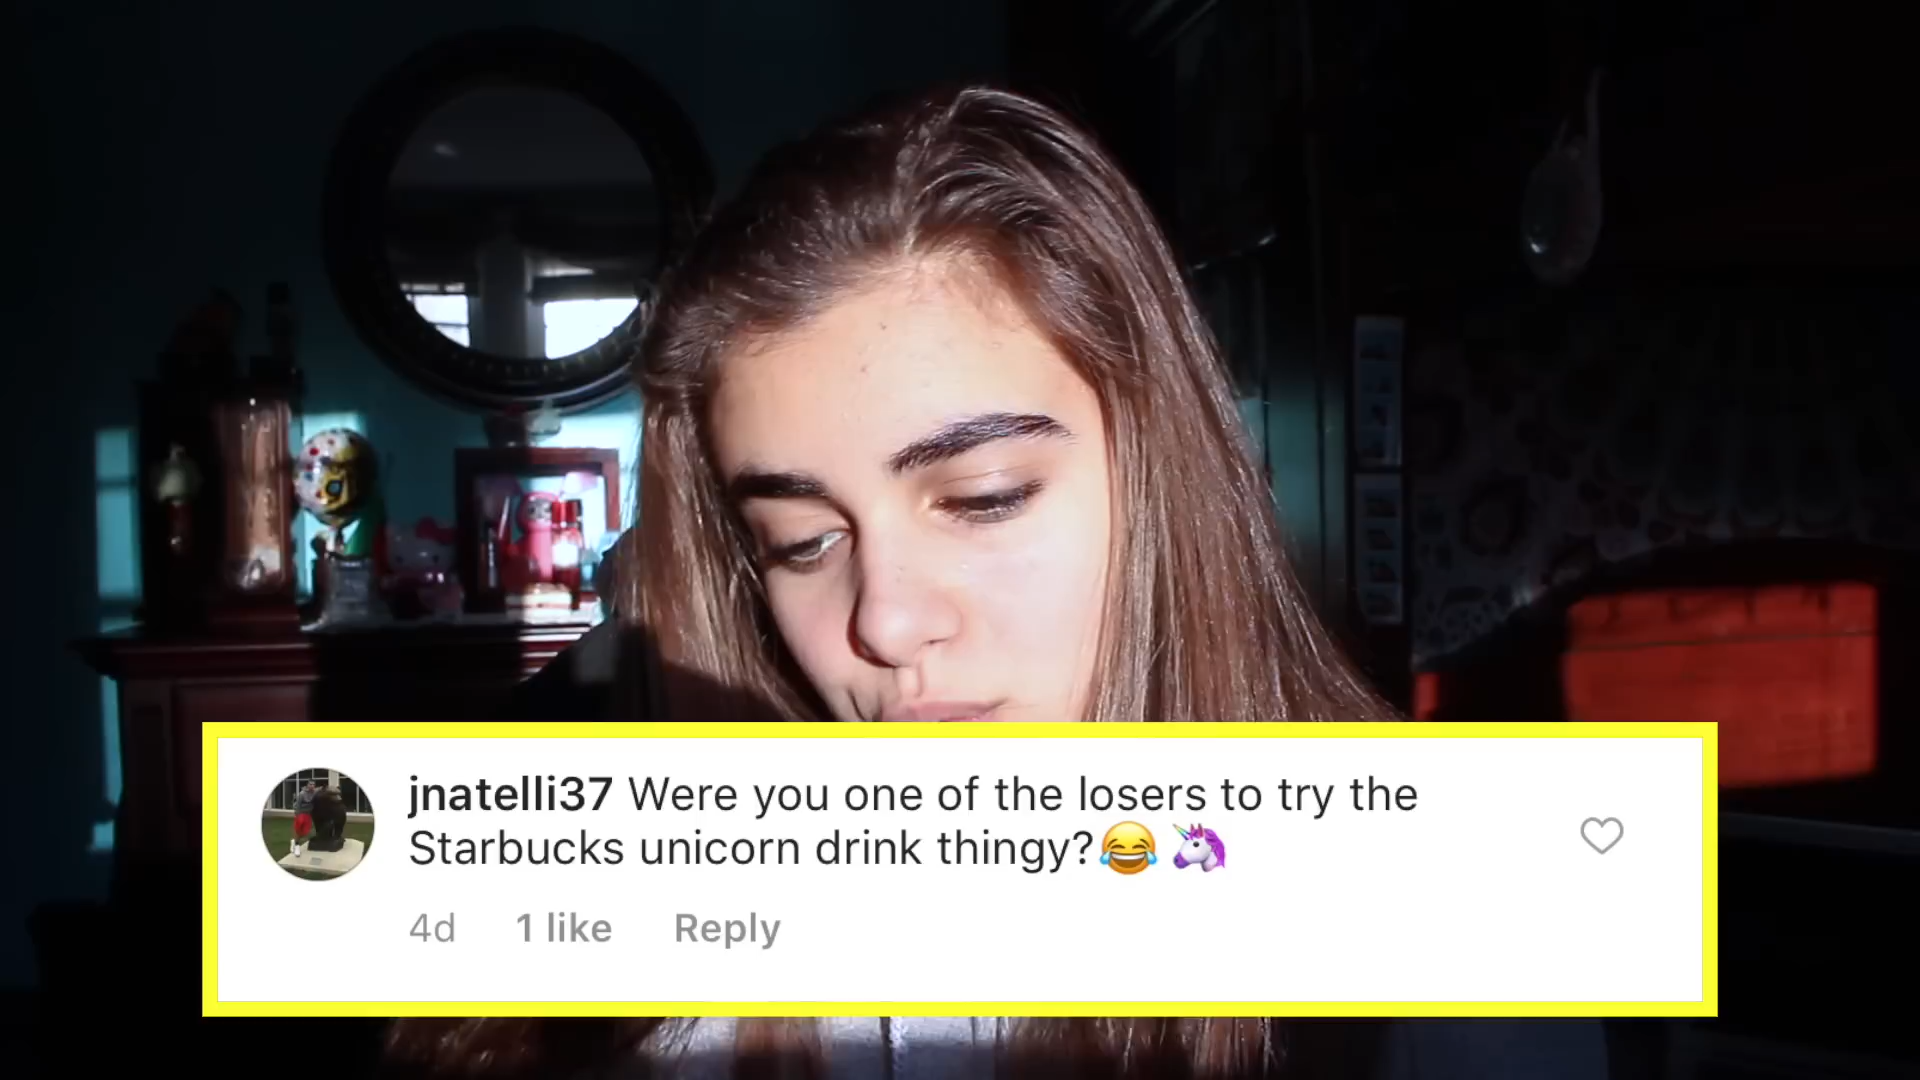 jnatelli37 Were you one of the losers to try the
Starbucks unicorn drink thingy?😂 🦄
4d 1 like Reply